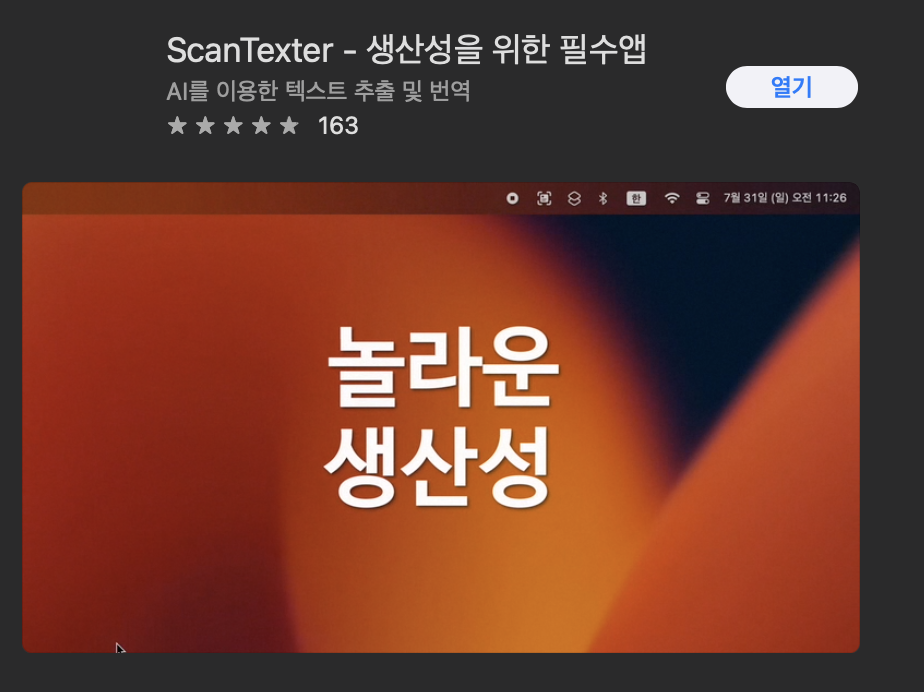 ScanTexter - 생산성을 위한 필수앱
AI를 이용한 텍스트 추출 및 번역
열기
★ ★ ★ ★ ★ 163
한 7월 31일 (일) 오전 11:26
놀라운
생산성